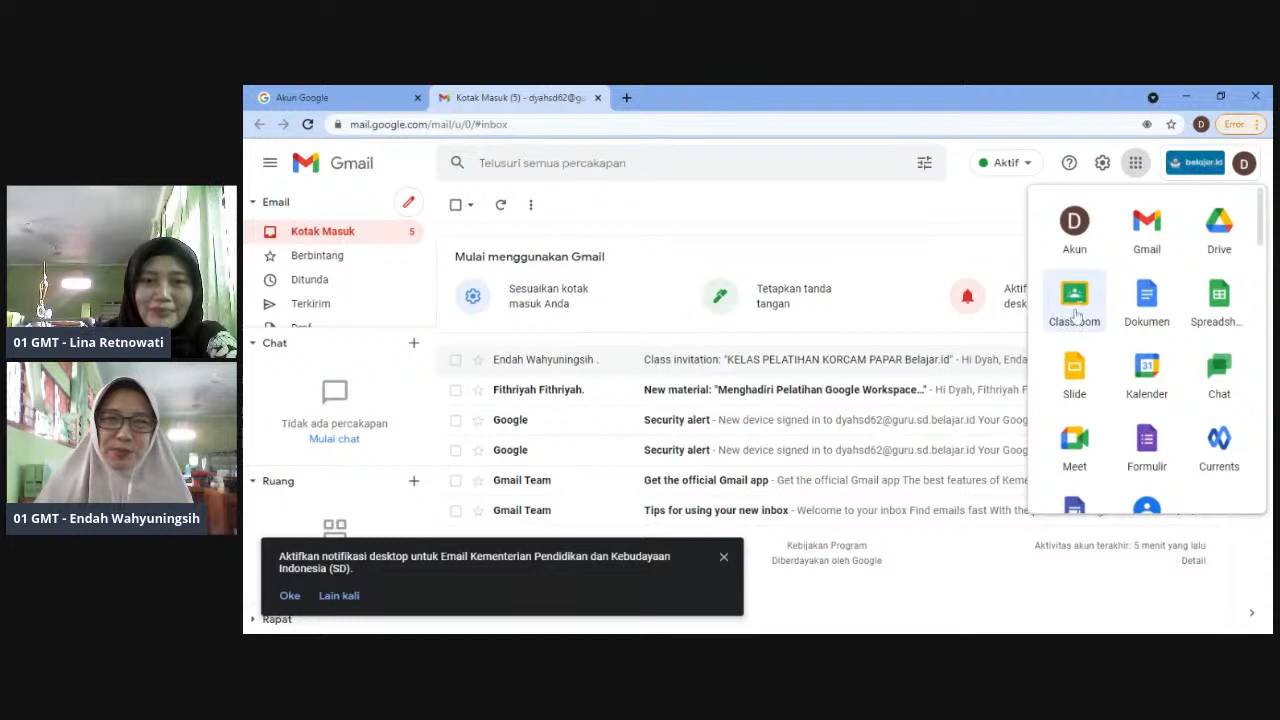 Akun Google
Kotak Masuk (5) - dyahsd62@gu
mail.google.com/mail/u/0/#inbox
D
Error
Gmail
Telusuri semua percakapan
Aktif
belajar.id
D
Email
Kotak Masuk 5
Berbintang
Ditunda
Terkirim
Mulai menggunakan Gmail
Sesuaikan kotak
masuk Anda
Tetapkan tanda
tangan
Aktif
desk
D
Akun
Gmail
Drive
Classroom
Dokumen
Spreadsh...
Slide
31
Kalender
Chat
Meet
Formulir
Currents
01 GMT - Lina Retnowati
01 GMT - Endah Wahyuningsih
Chat
Tidak ada percakapan
Mulai chat
Ruang
Rapat
Endah Wahyuningsih . Class invitation: "KELAS PELATIHAN KORCAM PAPAR Belajar.id" - Hi Dyah, Enda
Fithriyah Fithriyah. New material: "Menghadiri Pelatihan Google Workspace..." - Hi Dyah, Fithriyah F
Google Security alert - New device signed in to dyahsd62@guru.sd.belajar.id Your Goog
Google Security alert - New device signed in to dyahsd62@guru.sd.belajar.id Your Goog
Gmail Team Get the official Gmail app - Get the official Gmail app The best features of Keme
Gmail Team Tips for using your new inbox - Welcome to your inbox Find emails fast With the
Kebijakan Program
Diberdayakan oleh Google
Aktivitas akun terakhir: 5 menit yang lalu
Detail
Aktifkan notifikasi desktop untuk Email Kementerian Pendidikan dan Kebudayaan
Indonesia (SD).
Oke Lain kali